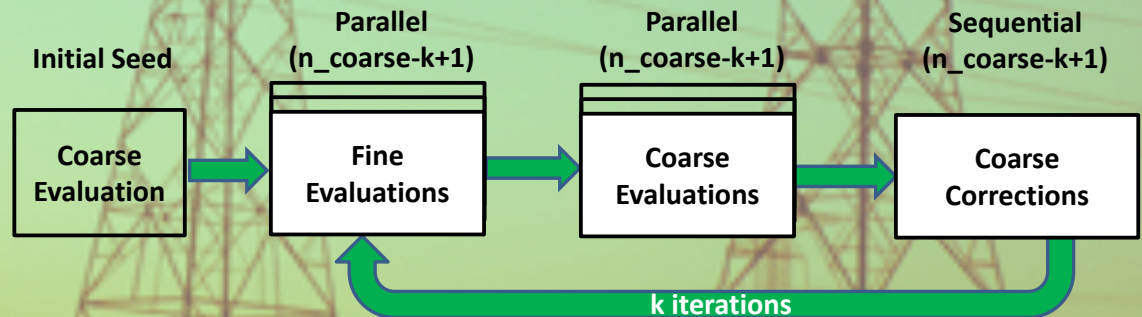 Initial Seed
Coarse
Evaluation
Parallel
(n_coarse-k+1)
Fine
Evaluations
Parallel
(n_coarse-k+1)
Coarse
Evaluations
Sequential
(n_coarse-k+1)
Coarse
Corrections
k iterations